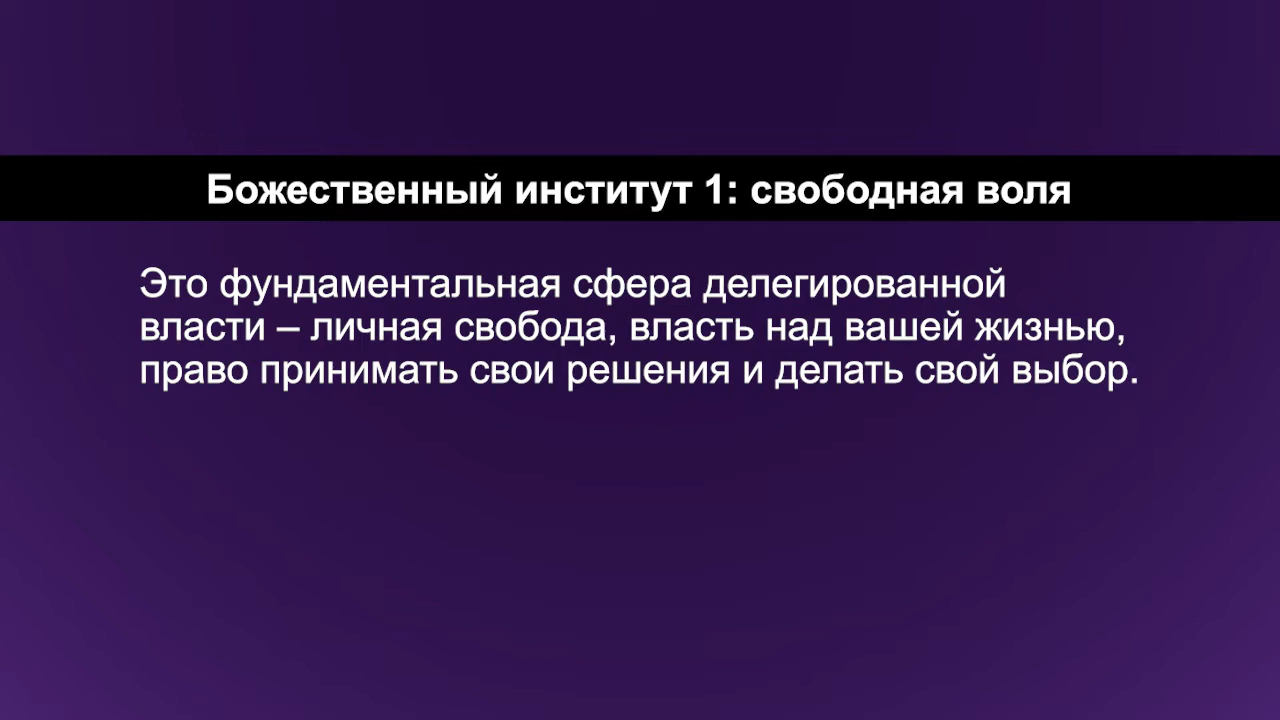 Божественный институт 1: свободная воля
Это фундаментальная сфера делегированной
власти – личная свобода, власть над вашей жизнью,
право принимать свои решения и делать свой выбор.